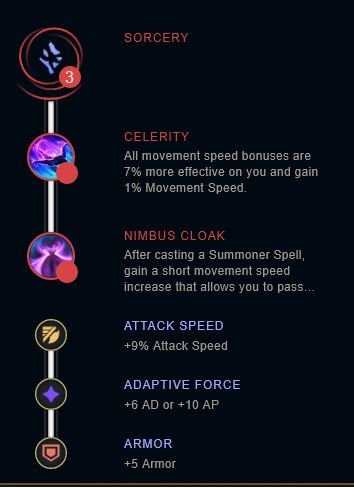 SORCERY
3
CELERITY
All movement speed bonuses are
7% more effective on you and gain
1% Movement Speed.
NIMBUS CLOAK
After casting a Summoner Spell,
gain a short movement speed
increase that allows you to pass...
ATTACK SPEED
+9% Attack Speed
ADAPTIVE FORCE
+6 AD or +10 AP
ARMOR
+5 Armor